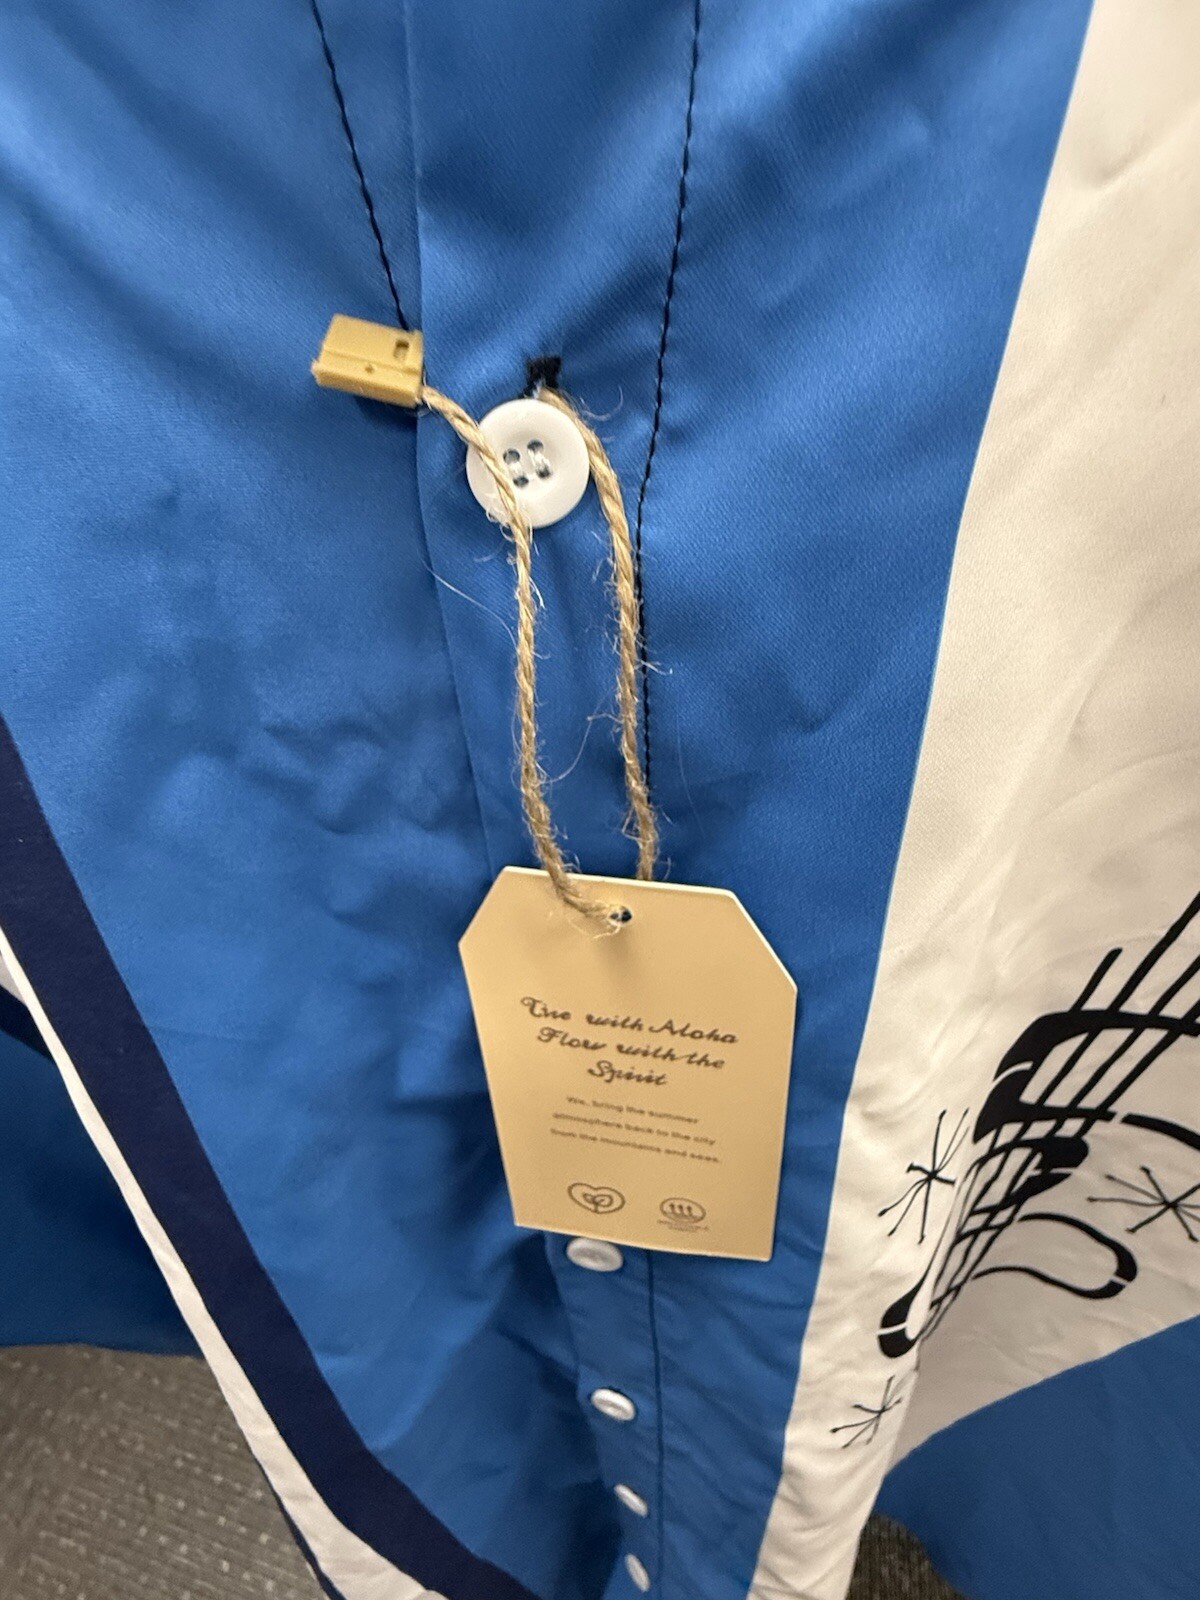 Live with Aloha
Flow with the
Spirit
We, bring the summer
atmosphere back to the city
from the mountains and seas.